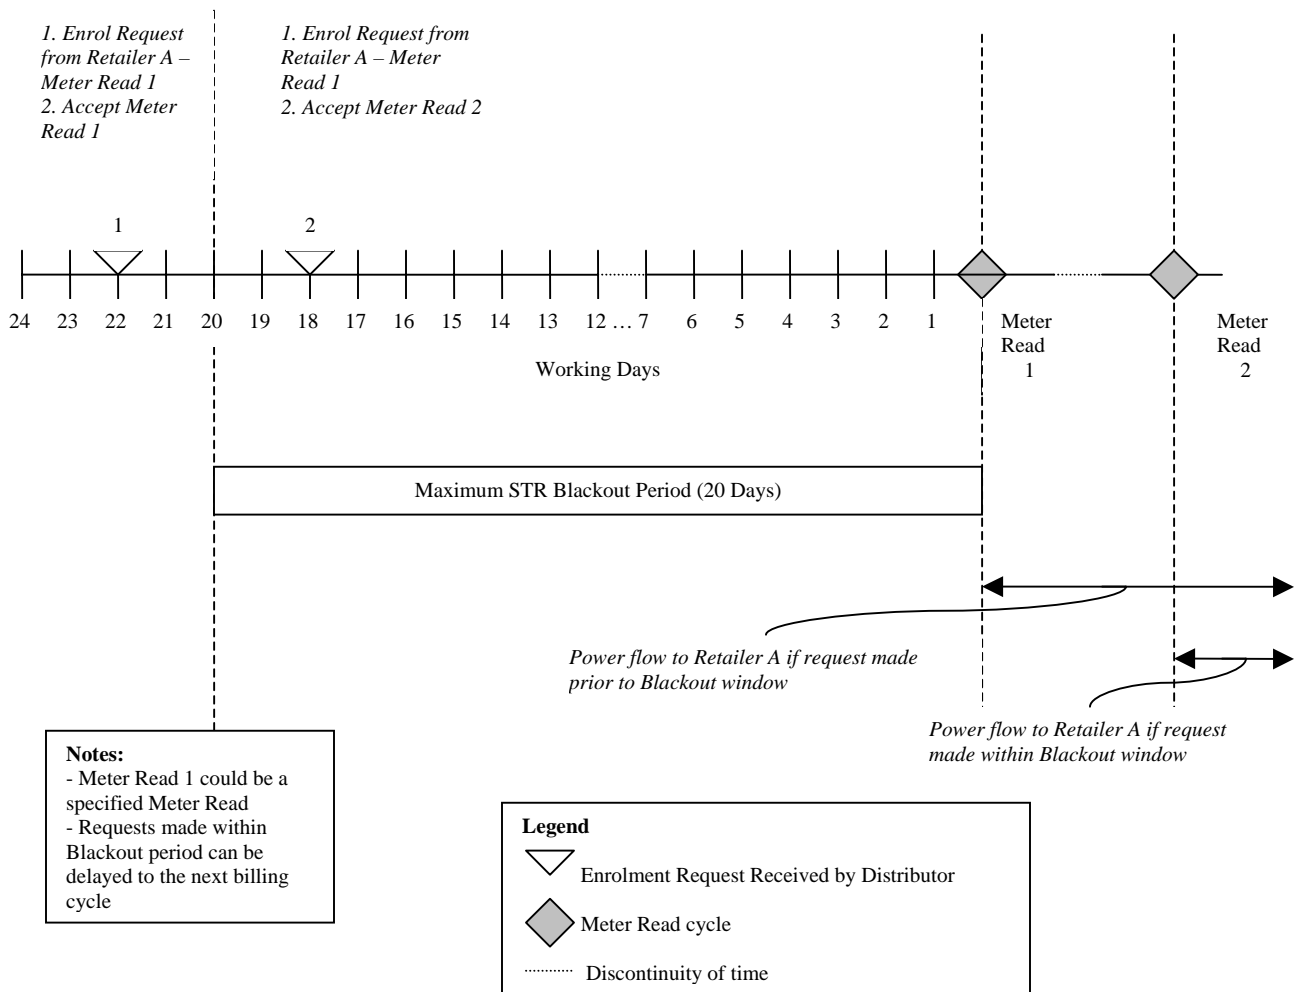 1. Enrol Request
from Retailer A –
Meter Read 1
2. Accept Meter
Read 1
1. Enrol Request from
Retailer A – Meter
Read 1
2. Accept Meter Read 2
1
2
24 23 22 21 20 19 18 17 16 15 14 13 12 … 7 6 5 4 3 2 1
Meter
Read
1
Meter
Read
2
Working Days
Maximum STR Blackout Period (20 Days)
Power flow to Retailer A if request made
prior to Blackout window
Power flow to Retailer A if request
made within Blackout window
Notes:
- Meter Read 1 could be a
specified Meter Read
- Requests made within
Blackout period can be
delayed to the next billing
cycle
Legend
Enrolment Request Received by Distributor
Meter Read cycle
Discontinuity of time